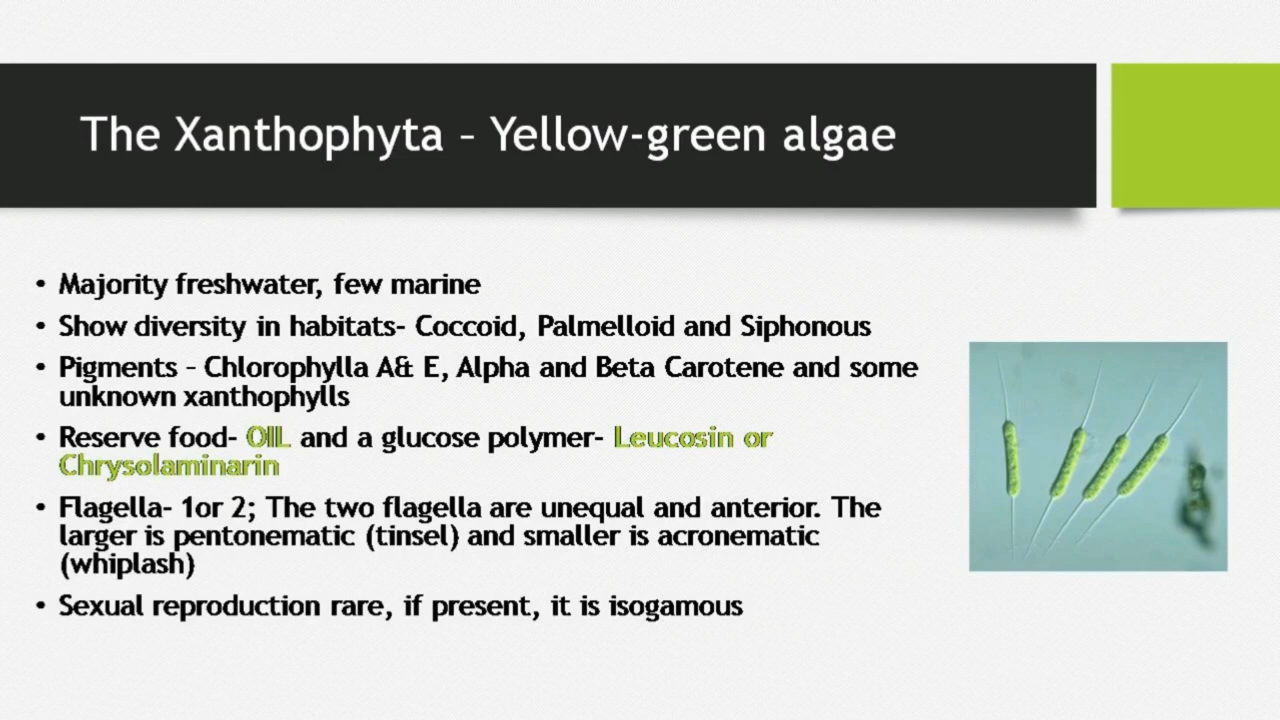 The Xanthophyta – Yellow-green algae
• Majority freshwater, few marine
• Show diversity in habitats- Coccoid, Palmelloid and Siphonous
• Pigments – Chlorophylla A& E, Alpha and Beta Carotene and some
unknown xanthophylls
• Reserve food- OIL and a glucose polymer- Leucosin or
Chrysolaminarin
• Flagella- 1or 2; The two flagella are unequal and anterior. The
larger is pentonematic (tinsel) and smaller is acronematic
(whiplash)
• Sexual reproduction rare, if present, it is isogamous